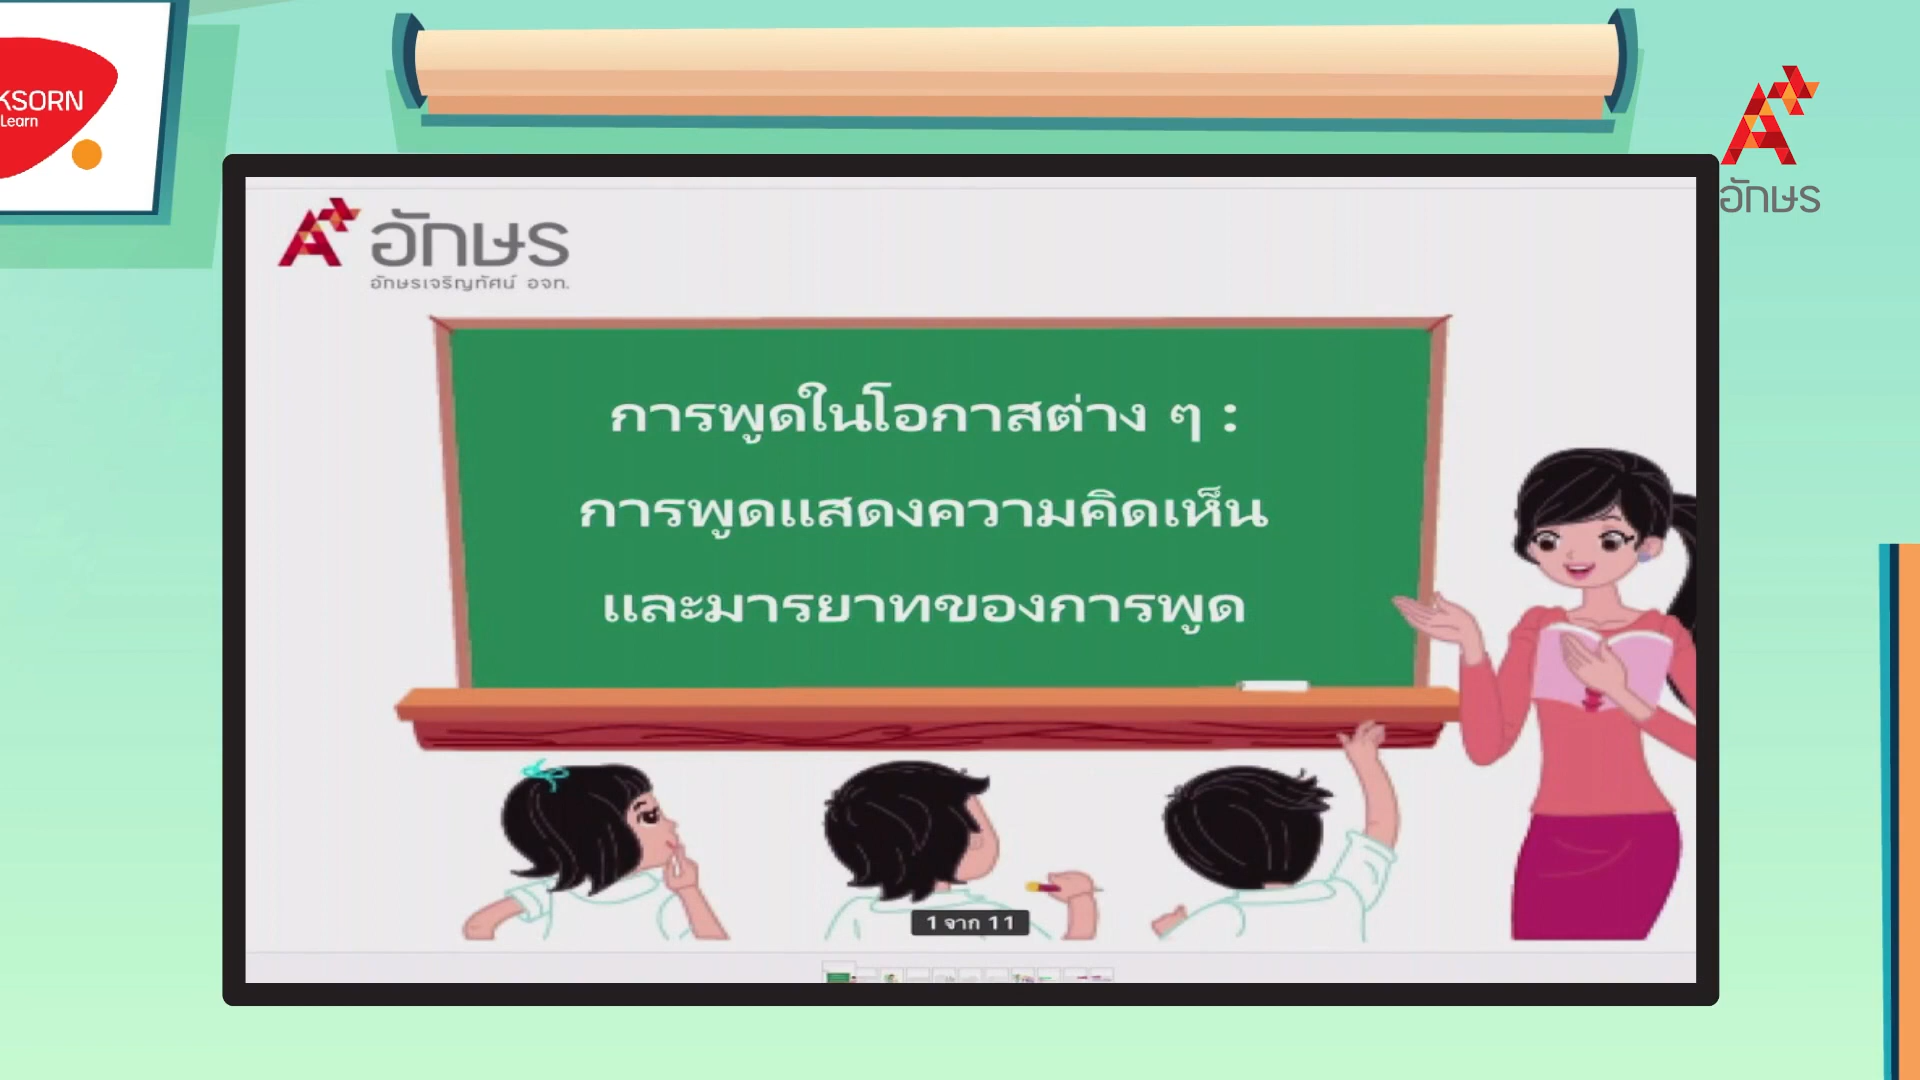 KSORN
Learn
อักษร
อักษร
อักษรเจริญทัศน์ อจท.
การพูดในโอกาสต่าง ๆ :
การพูดแสดงความคิดเห็น
และมารยาทของการพูด
1 จาก 11